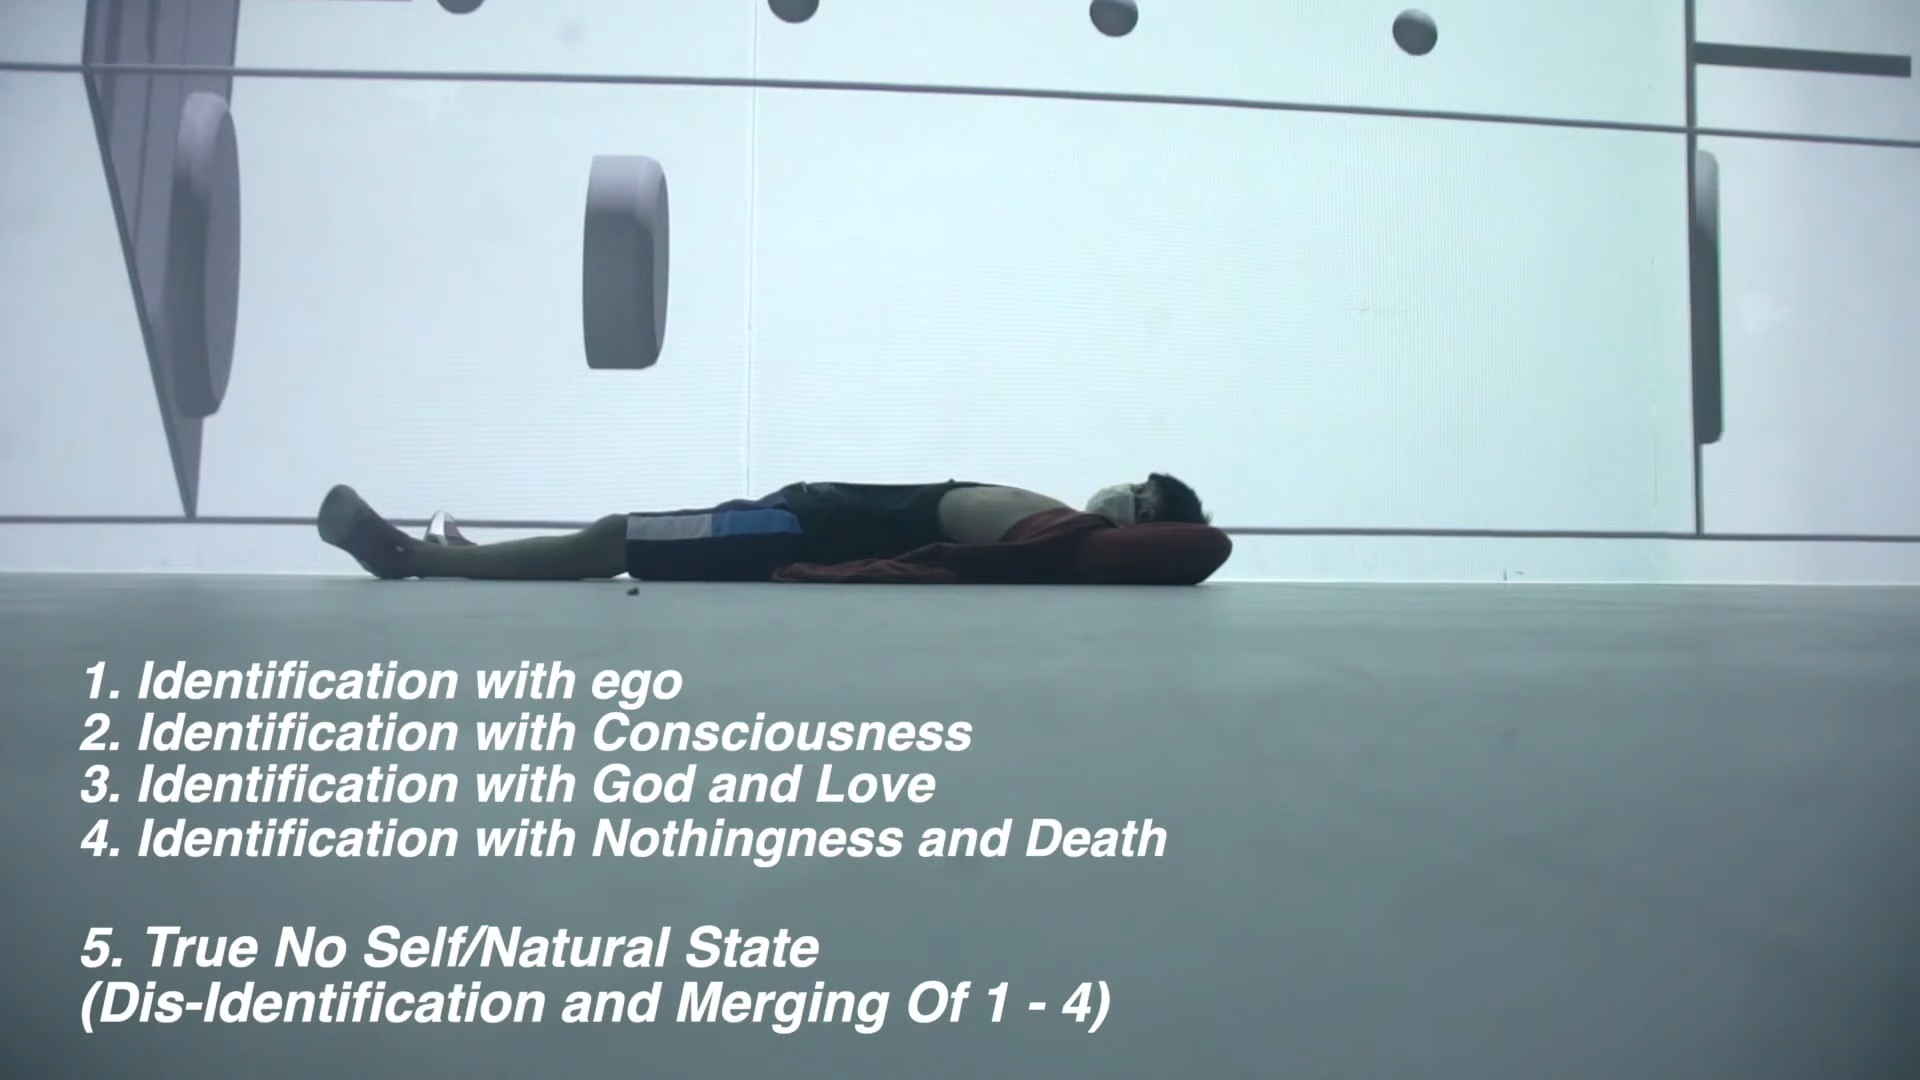 1. Identification with ego
2. Identification with Consciousness
3. Identification with God and Love
4. Identification with Nothingness and Death
5. True No Self/Natural State
(Dis-Identification and Merging Of 1 - 4)